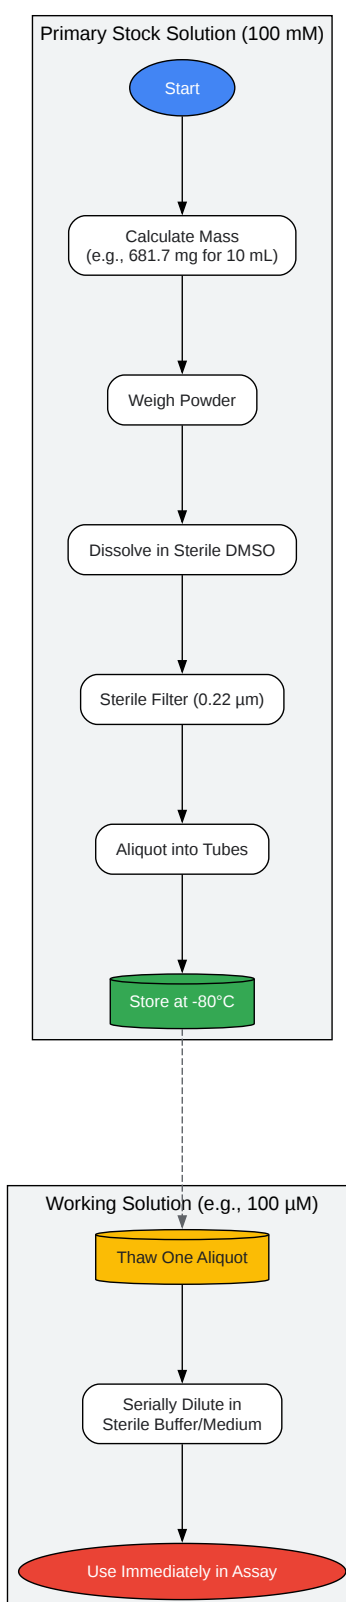 Primary Stock Solution (100 mM)
Start
Calculate Mass
(e.g., 681.7 mg for 10 mL)
Weigh Powder
Dissolve in Sterile DMSO
Sterile Filter (0.22 µm)
Aliquot into Tubes
Store at -80°C
Working Solution (e.g., 100 µM)
Thaw One Aliquot
Serially Dilute in
Sterile Buffer/Medium
Use Immediately in Assay